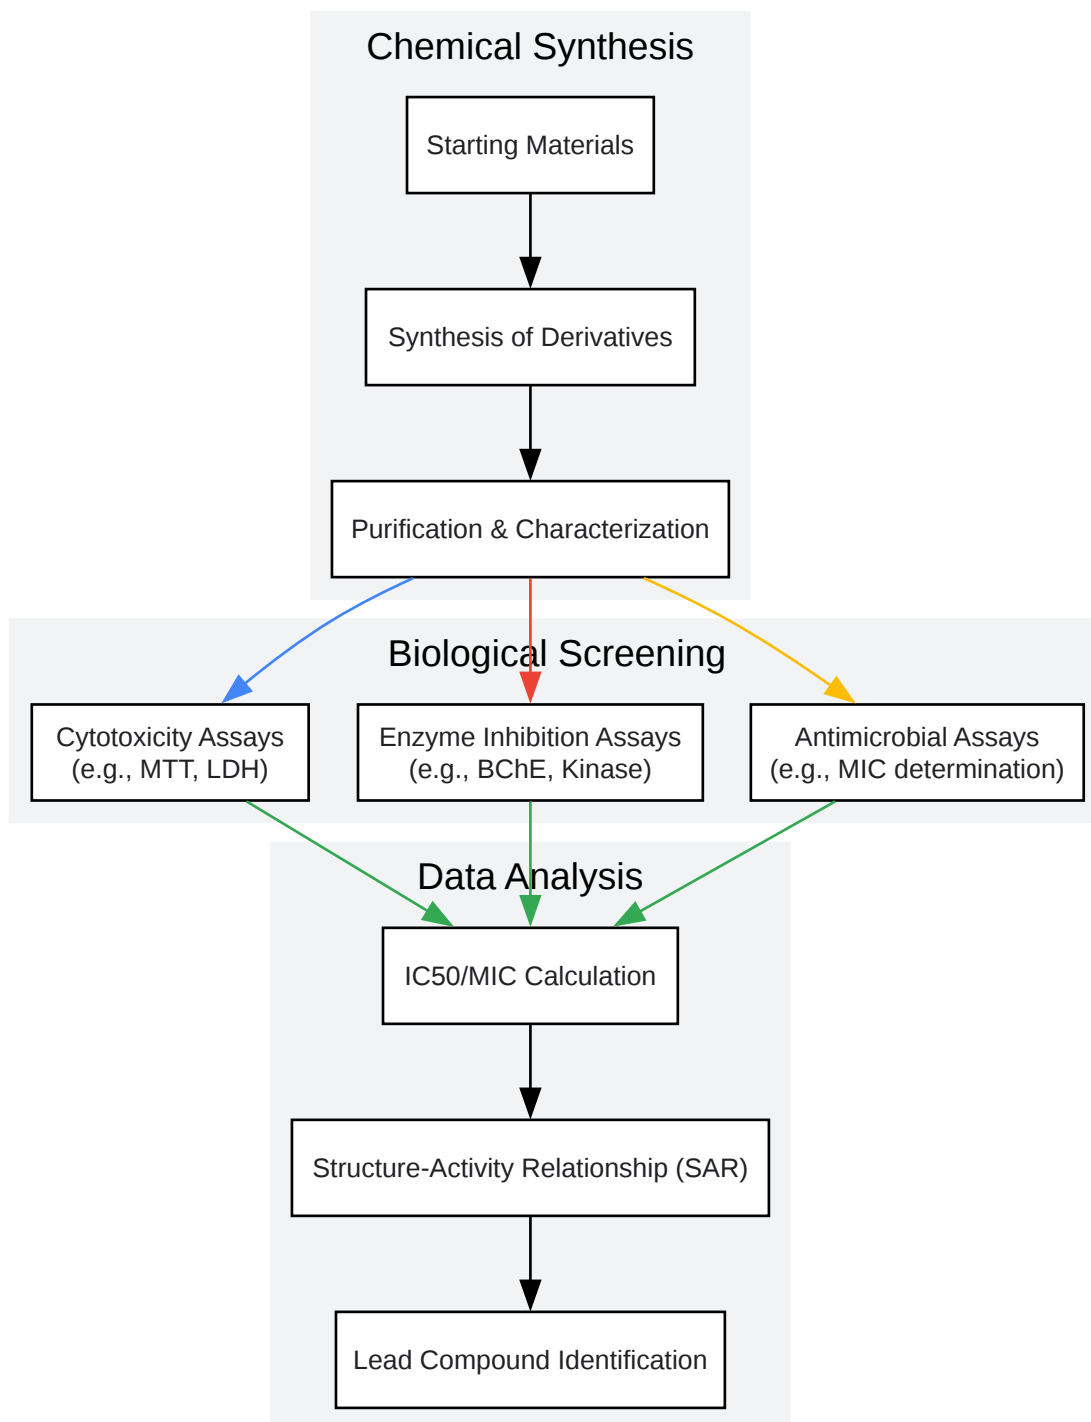 Chemical Synthesis
Starting Materials
Synthesis of Derivatives
Purification & Characterization
Biological Screening
Cytotoxicity Assays
(e.g., MTT, LDH)
Enzyme Inhibition Assays
(e.g., BChE, Kinase)
Antimicrobial Assays
(e.g., MIC determination)
Data Analysis
IC50/MIC Calculation
Structure-Activity Relationship (SAR)
Lead Compound Identification